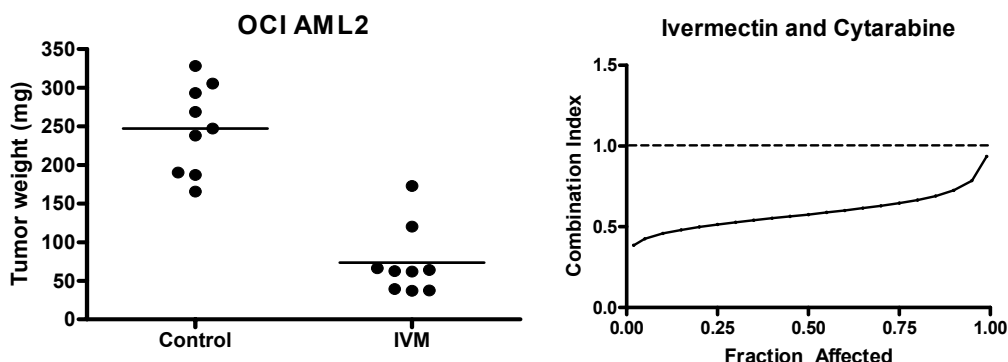 OCI AML2
Tumor weight (mg)
350
300
250
200
150
100
50
0
Control IVM
Ivermectin and Cytarabine
Combination Index
1.5
1.0
0.5
0.0
0.00 0.25 0.50 0.75 1.00
Fraction Affected